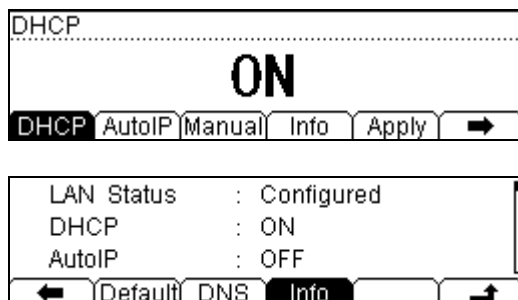 DHCP
ON
DHCP AutoIP Manual Info Apply
LAN Status : Configured
DHCP : ON
AutoIP : OFF
Default DNS Info